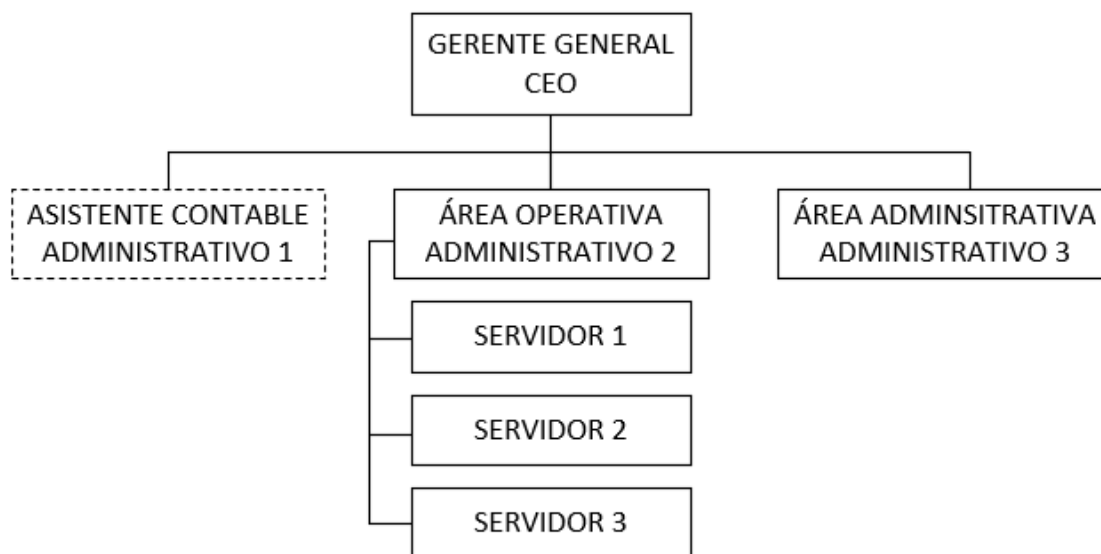 GERENTE GENERAL
CEO
ASISTENTE CONTABLE
ADMINISTRATIVO 1
ÁREA OPERATIVA
ADMINISTRATIVO 2
ÁREA ADMINSITRATIVA
ADMINISTRATIVO 3
SERVIDOR 1
SERVIDOR 2
SERVIDOR 3